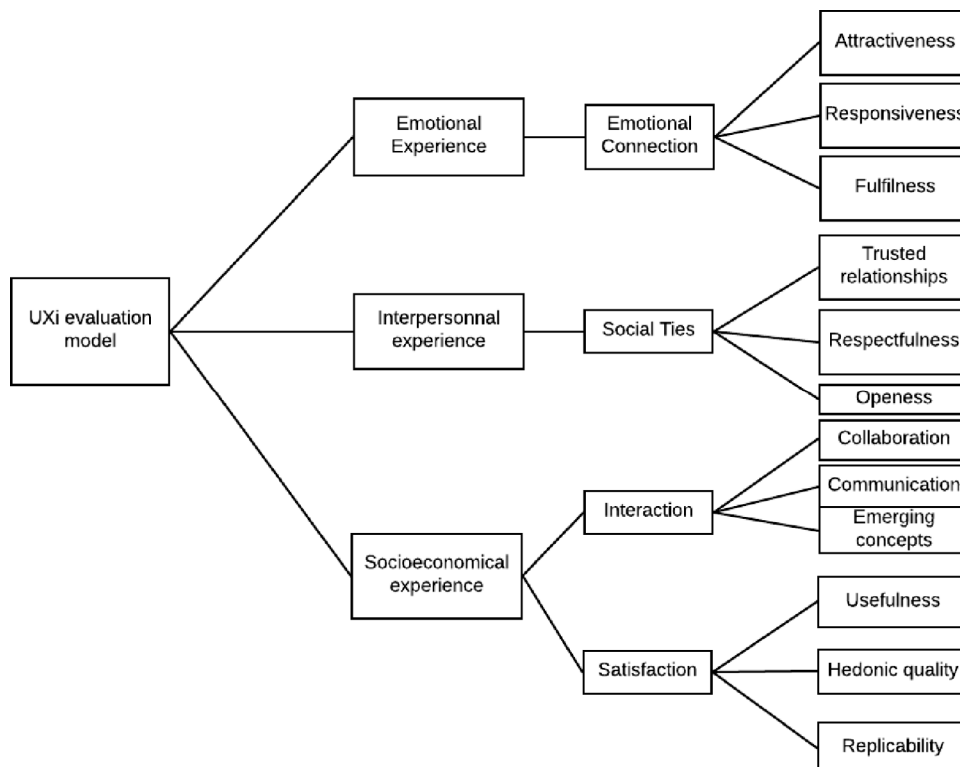 UXi evaluation
model
Emotional
Experience
Emotional
Connection
Attractiveness
Responsiveness
Fulfilness
Interpersonnal
experience
Social Ties
Trusted
relationships
Respectfulness
Openess
Socioeconomical
experience
Interaction
Collaboration
Communication
Emerging
concepts
Satisfaction
Usefulness
Hedonic quality
Replicability